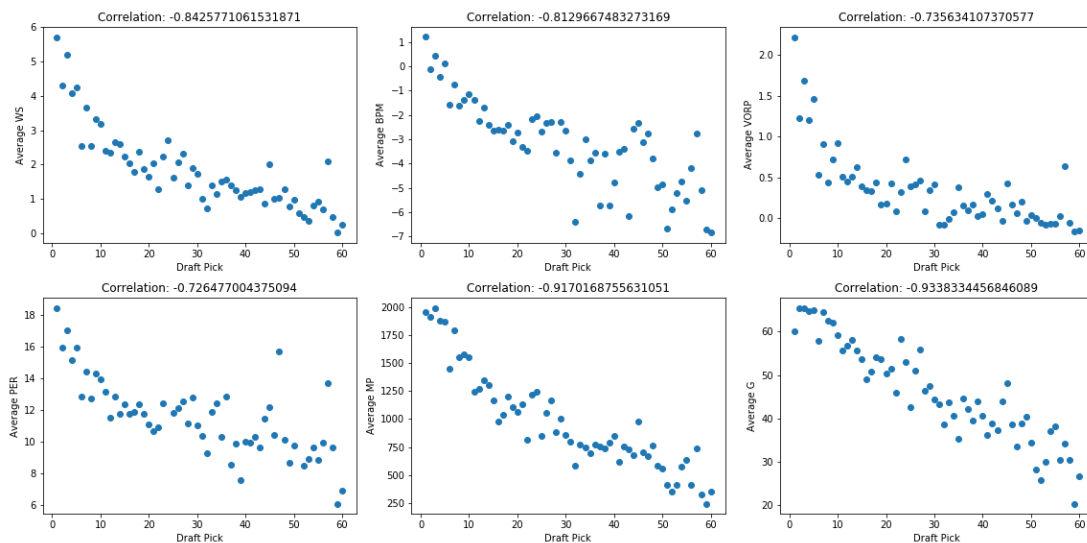 Correlation: -0.8425771061531871
Average WS
6
5
4
3
2
1
0
0 10 20 30 40 50 60
Draft Pick
Correlation: -0.8129667483273169
Average BPM
1
0
−1
−2
−3
−4
−5
−6
−7
0 10 20 30 40 50 60
Draft Pick
Correlation: -0.735634107370577
Average VORP
2.0
1.5
1.0
0.5
0.0
0 10 20 30 40 50 60
Draft Pick
Correlation: -0.726477004375094
Average PER
18
16
14
12
10
8
6
0 10 20 30 40 50 60
Draft Pick
Correlation: -0.9170168755631051
Average MP
2000
1750
1500
1250
1000
750
500
250
0 10 20 30 40 50 60
Draft Pick
Correlation: -0.9338334456846089
Average G
60
50
40
30
20
0 10 20 30 40 50 60
Draft Pick